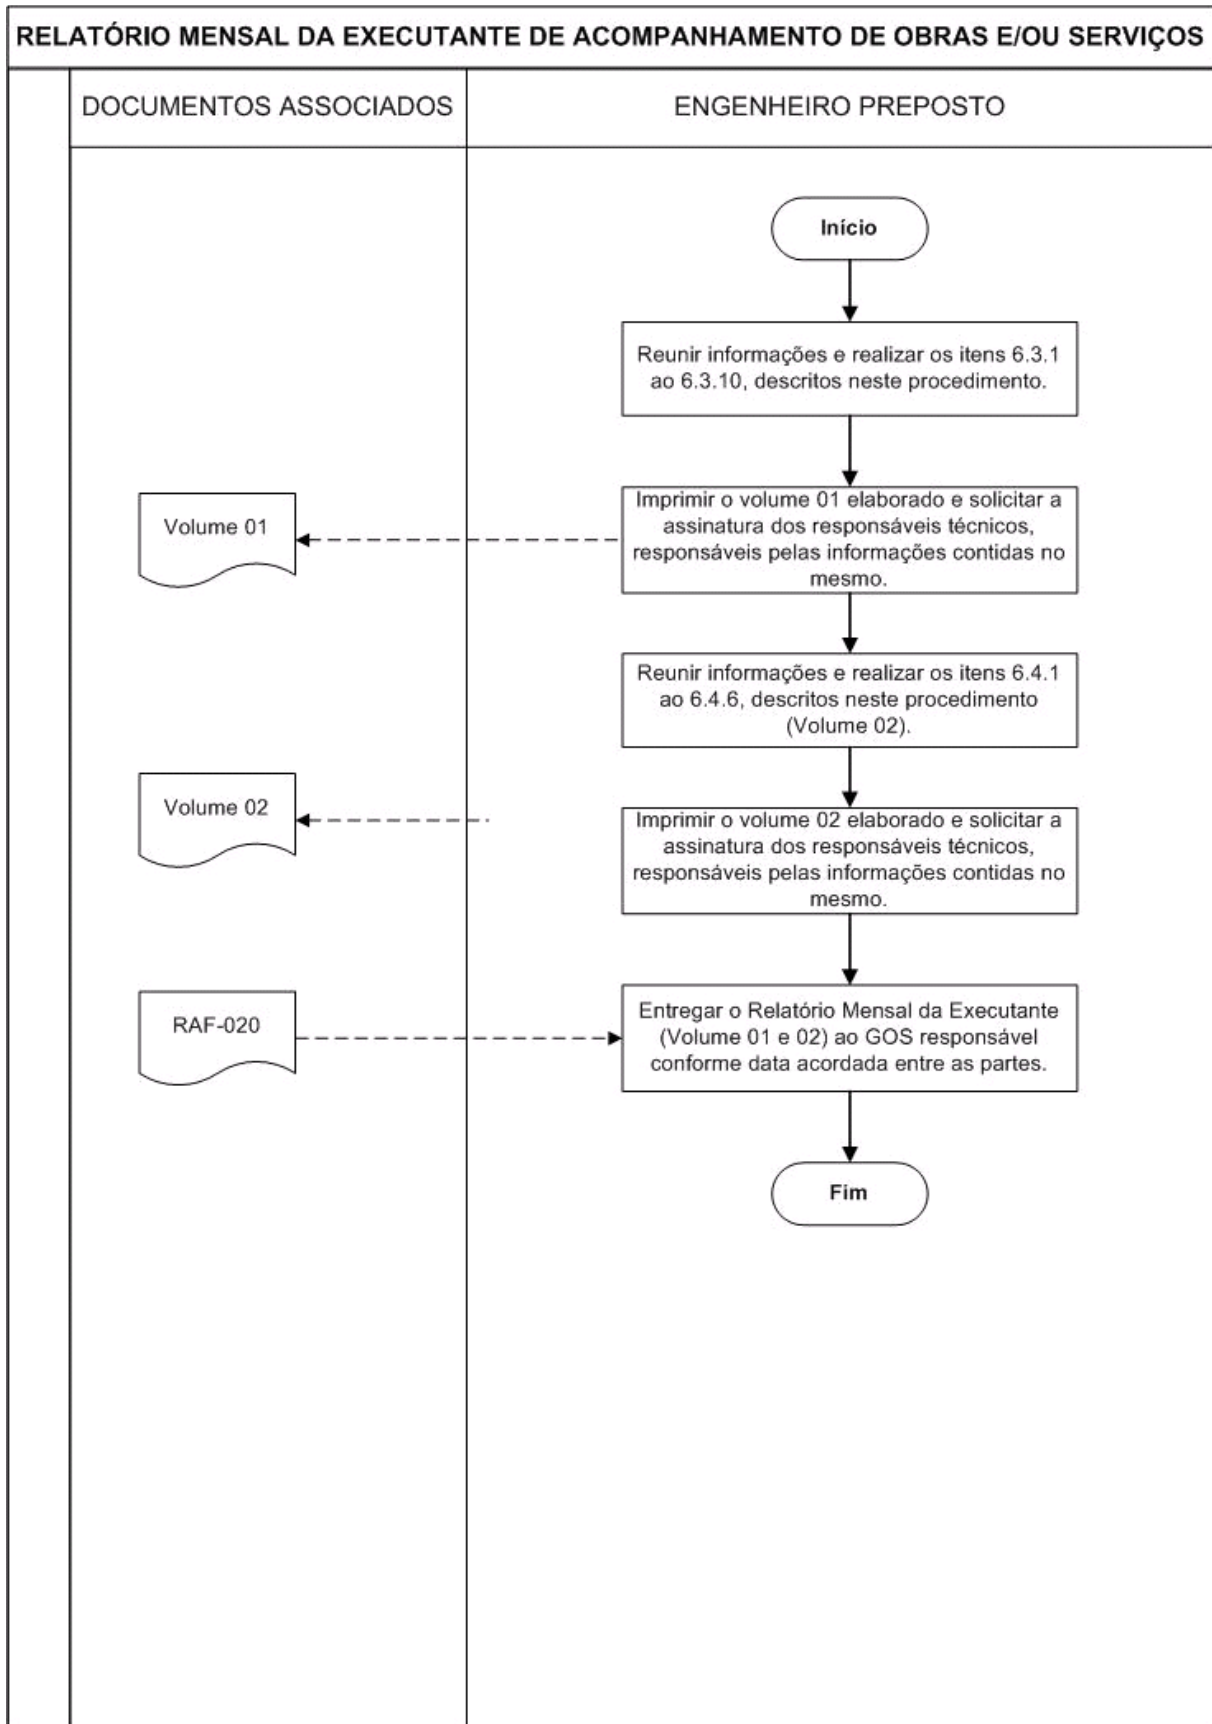 RELATÓRIO MENSAL DA EXECUTANTE DE ACOMPANHAMENTO DE OBRAS E/OU SERVIÇOS
DOCUMENTOS ASSOCIADOS
ENGENHEIRO PREPOSTO
Início
Reunir informações e realizar os itens 6.3.1
ao 6.3.10, descritos neste procedimento.
Volume 01
Imprimir o volume 01 elaborado e solicitar a
assinatura dos responsáveis técnicos,
responsáveis pelas informações contidas no
mesmo.
Reunir informações e realizar os itens 6.4.1
ao 6.4.6, descritos neste procedimento
(Volume 02).
Volume 02
Imprimir o volume 02 elaborado e solicitar a
assinatura dos responsáveis técnicos,
responsáveis pelas informações contidas no
mesmo.
RAF-020
Entregar o Relatório Mensal da Executante
(Volume 01 e 02) ao GOS responsável
conforme data acordada entre as partes.
Fim